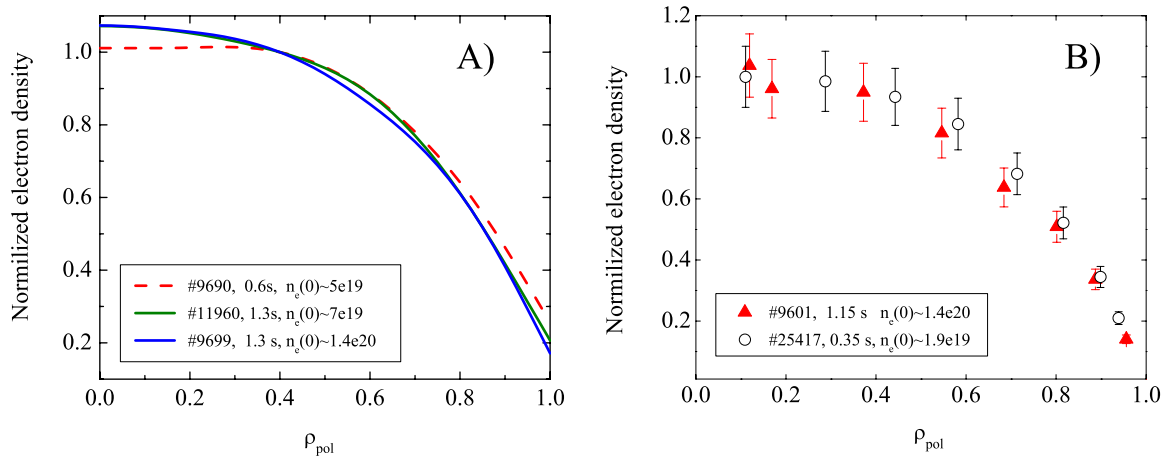 A)
Normilized electron density
1.0
0.8
0.6
0.4
0.2
#9690, 0.6s, n_e(0)~5e19
#11960, 1.3s, n_e(0)~7e19
#9699, 1.3 s, n_e(0)~1.4e20
0.0 0.2 0.4 0.6 0.8 1.0
ρ_pol
B)
Normilized electron density
1.2
1.0
0.8
0.6
0.4
0.2
#9601, 1.15 s n_e(0)~1.4e20
#25417, 0.35 s, n_e(0)~1.9e19
0.0 0.2 0.4 0.6 0.8 1.0
ρ_pol